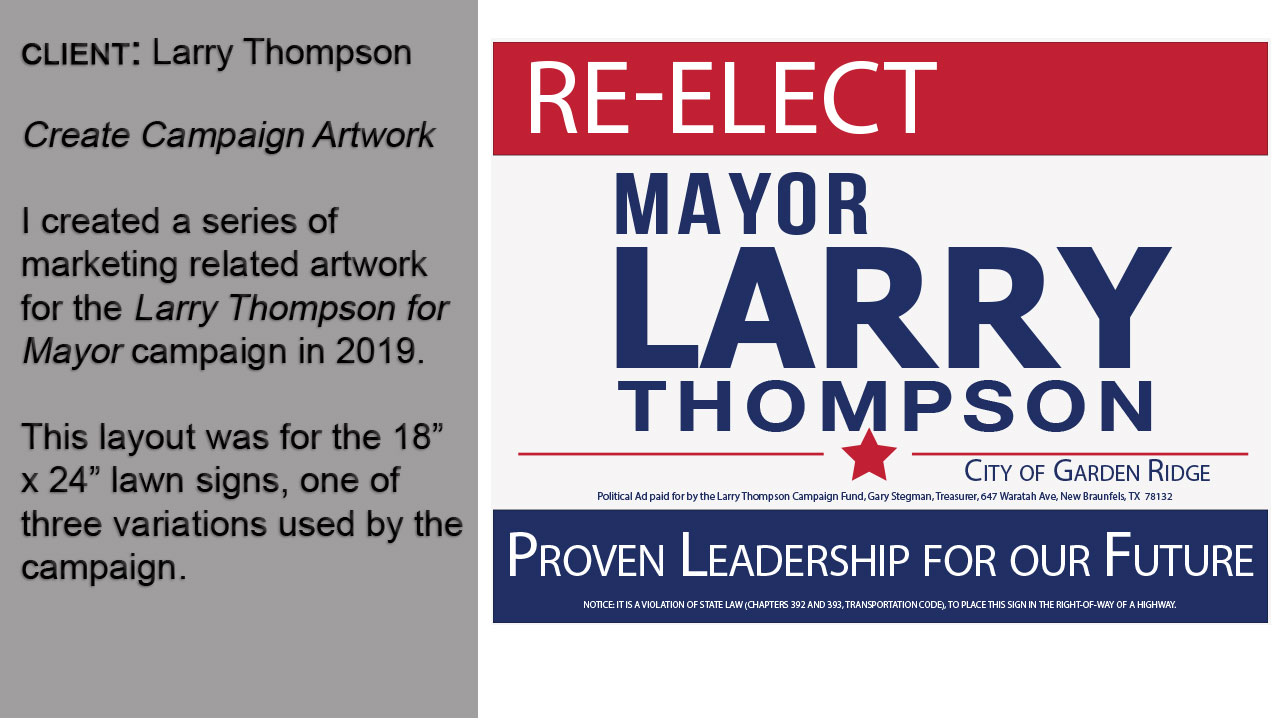 CLIENT: Larry Thompson
Create Campaign Artwork
I created a series of
marketing related artwork
for the Larry Thompson for
Mayor campaign in 2019.
This layout was for the 18”
x 24” lawn signs, one of
three variations used by the
campaign.
RE-ELECT
MAYOR
LARRY
THOMPSON
CITY OF GARDEN RIDGE
Political Ad paid for by the Larry Thompson Campaign Fund, Gary Stegman, Treasurer, 647 Waratah Ave, New Braunfels, TX 78132
PROVEN LEADERSHIP FOR OUR FUTURE
NOTICE: IT IS A VIOLATION OF STATE LAW (CHAPTERS 392 AND 393, TRANSPORTATION CODE), TO PLACE THIS SIGN IN THE RIGHT-OF-WAY OF A HIGHWAY.